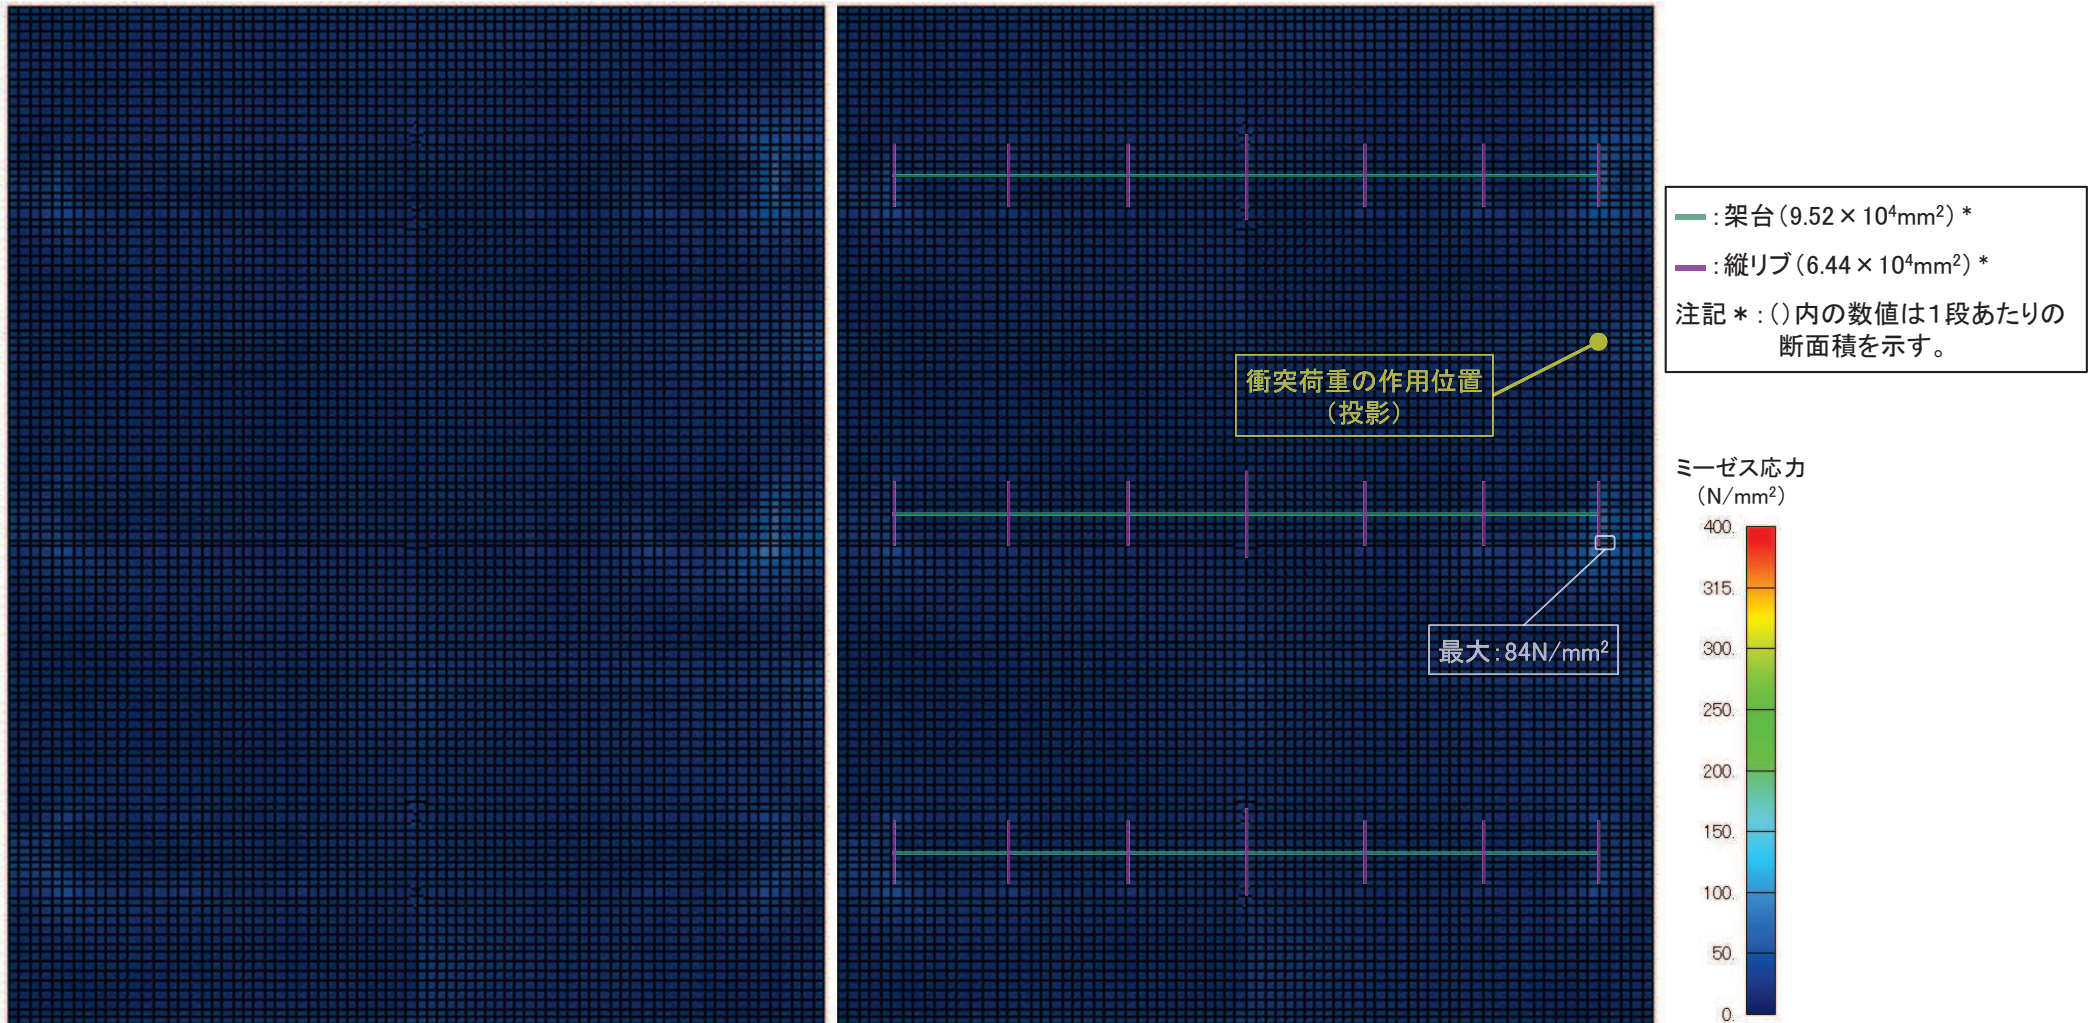 : 架台(9.52×10⁴mm²)*
: 縦リブ(6.44×10⁴mm²)*
注記*:()内の数値は1段あたりの
断面積を示す。
衝突荷重の作用位置
(投影)
ミーゼス応力
(N/mm²)
400.
315.
300.
250.
200.
150.
100.
50.
0.
最大:84N/mm²